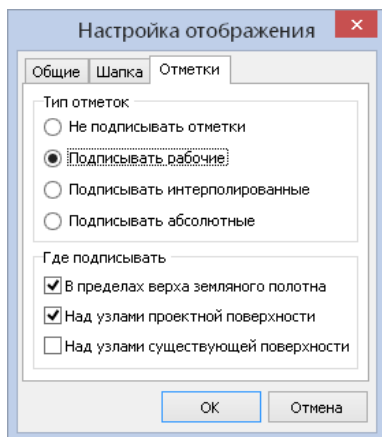 Настройка отображения
Общие Шапка Отметки
Тип отметок
Не подписывать отметки
Подписывать рабочие
Подписывать интерполированные
Подписывать абсолютные
Где подписывать
В пределах верха земляного полотна
Над узлами проектной поверхности
Над узлами существующей поверхности
OK Отмена